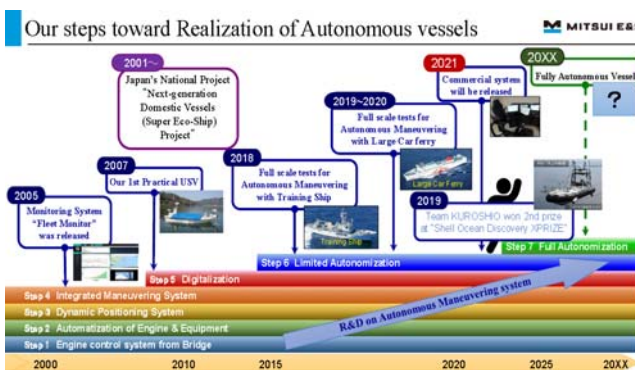 Our steps toward Realization of Autonomous vessels
MITSUI E&
2001~
Japan's National Project
"Next-generation
Domestic Vessels
(Super Eco-Ship)
Project"
2005
Monitoring System
"Fleet Monitor"
was released
2007
Our 1st Practical USV
2018
Full scale tests for
Autonomous Maneuvering
with Training Ship
Training Ship
2019~2020
Full scale tests for
Autonomous Maneuvering
with Large Car ferry
Large Car Ferry
2021
Commercial system
will be released
2019
Team KUROSHIO won 2nd prize
at "Shell Ocean Discovery XPRIZE"
20XX
Fully Autonomous Vessel
?
Step 7 Full Autonomization
Step 6 Limited Autonomization
Step 5 Digitalization
Step 4 Integrated Maneuvering System
Step 3 Dynamic Positioning System
Step 2 Automatization of Engine & Equipment
Step 1 Engine control system from Bridge
R&D on Autonomous Maneuvering system
2000 2010 2015 2020 2025 20XX